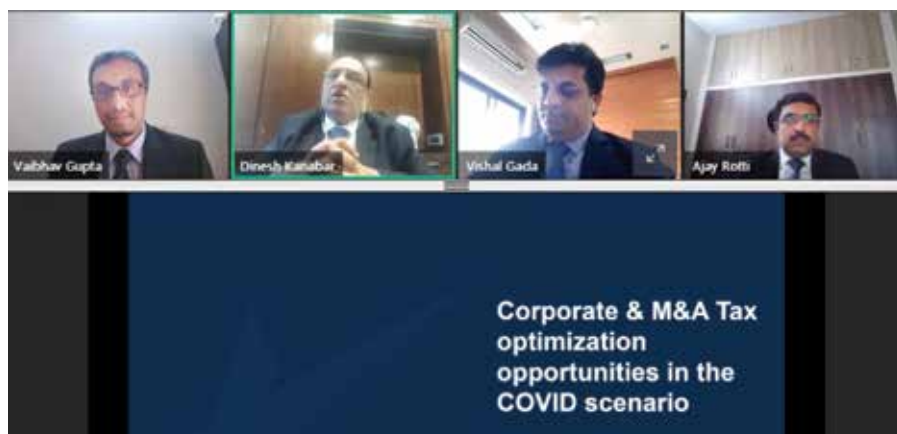 Vaibhav Gupta
Dinesh Kanabar
Vishal Gada
Ajay Rotti
Corporate & M&A Tax
optimization
opportunities in the
COVID scenario